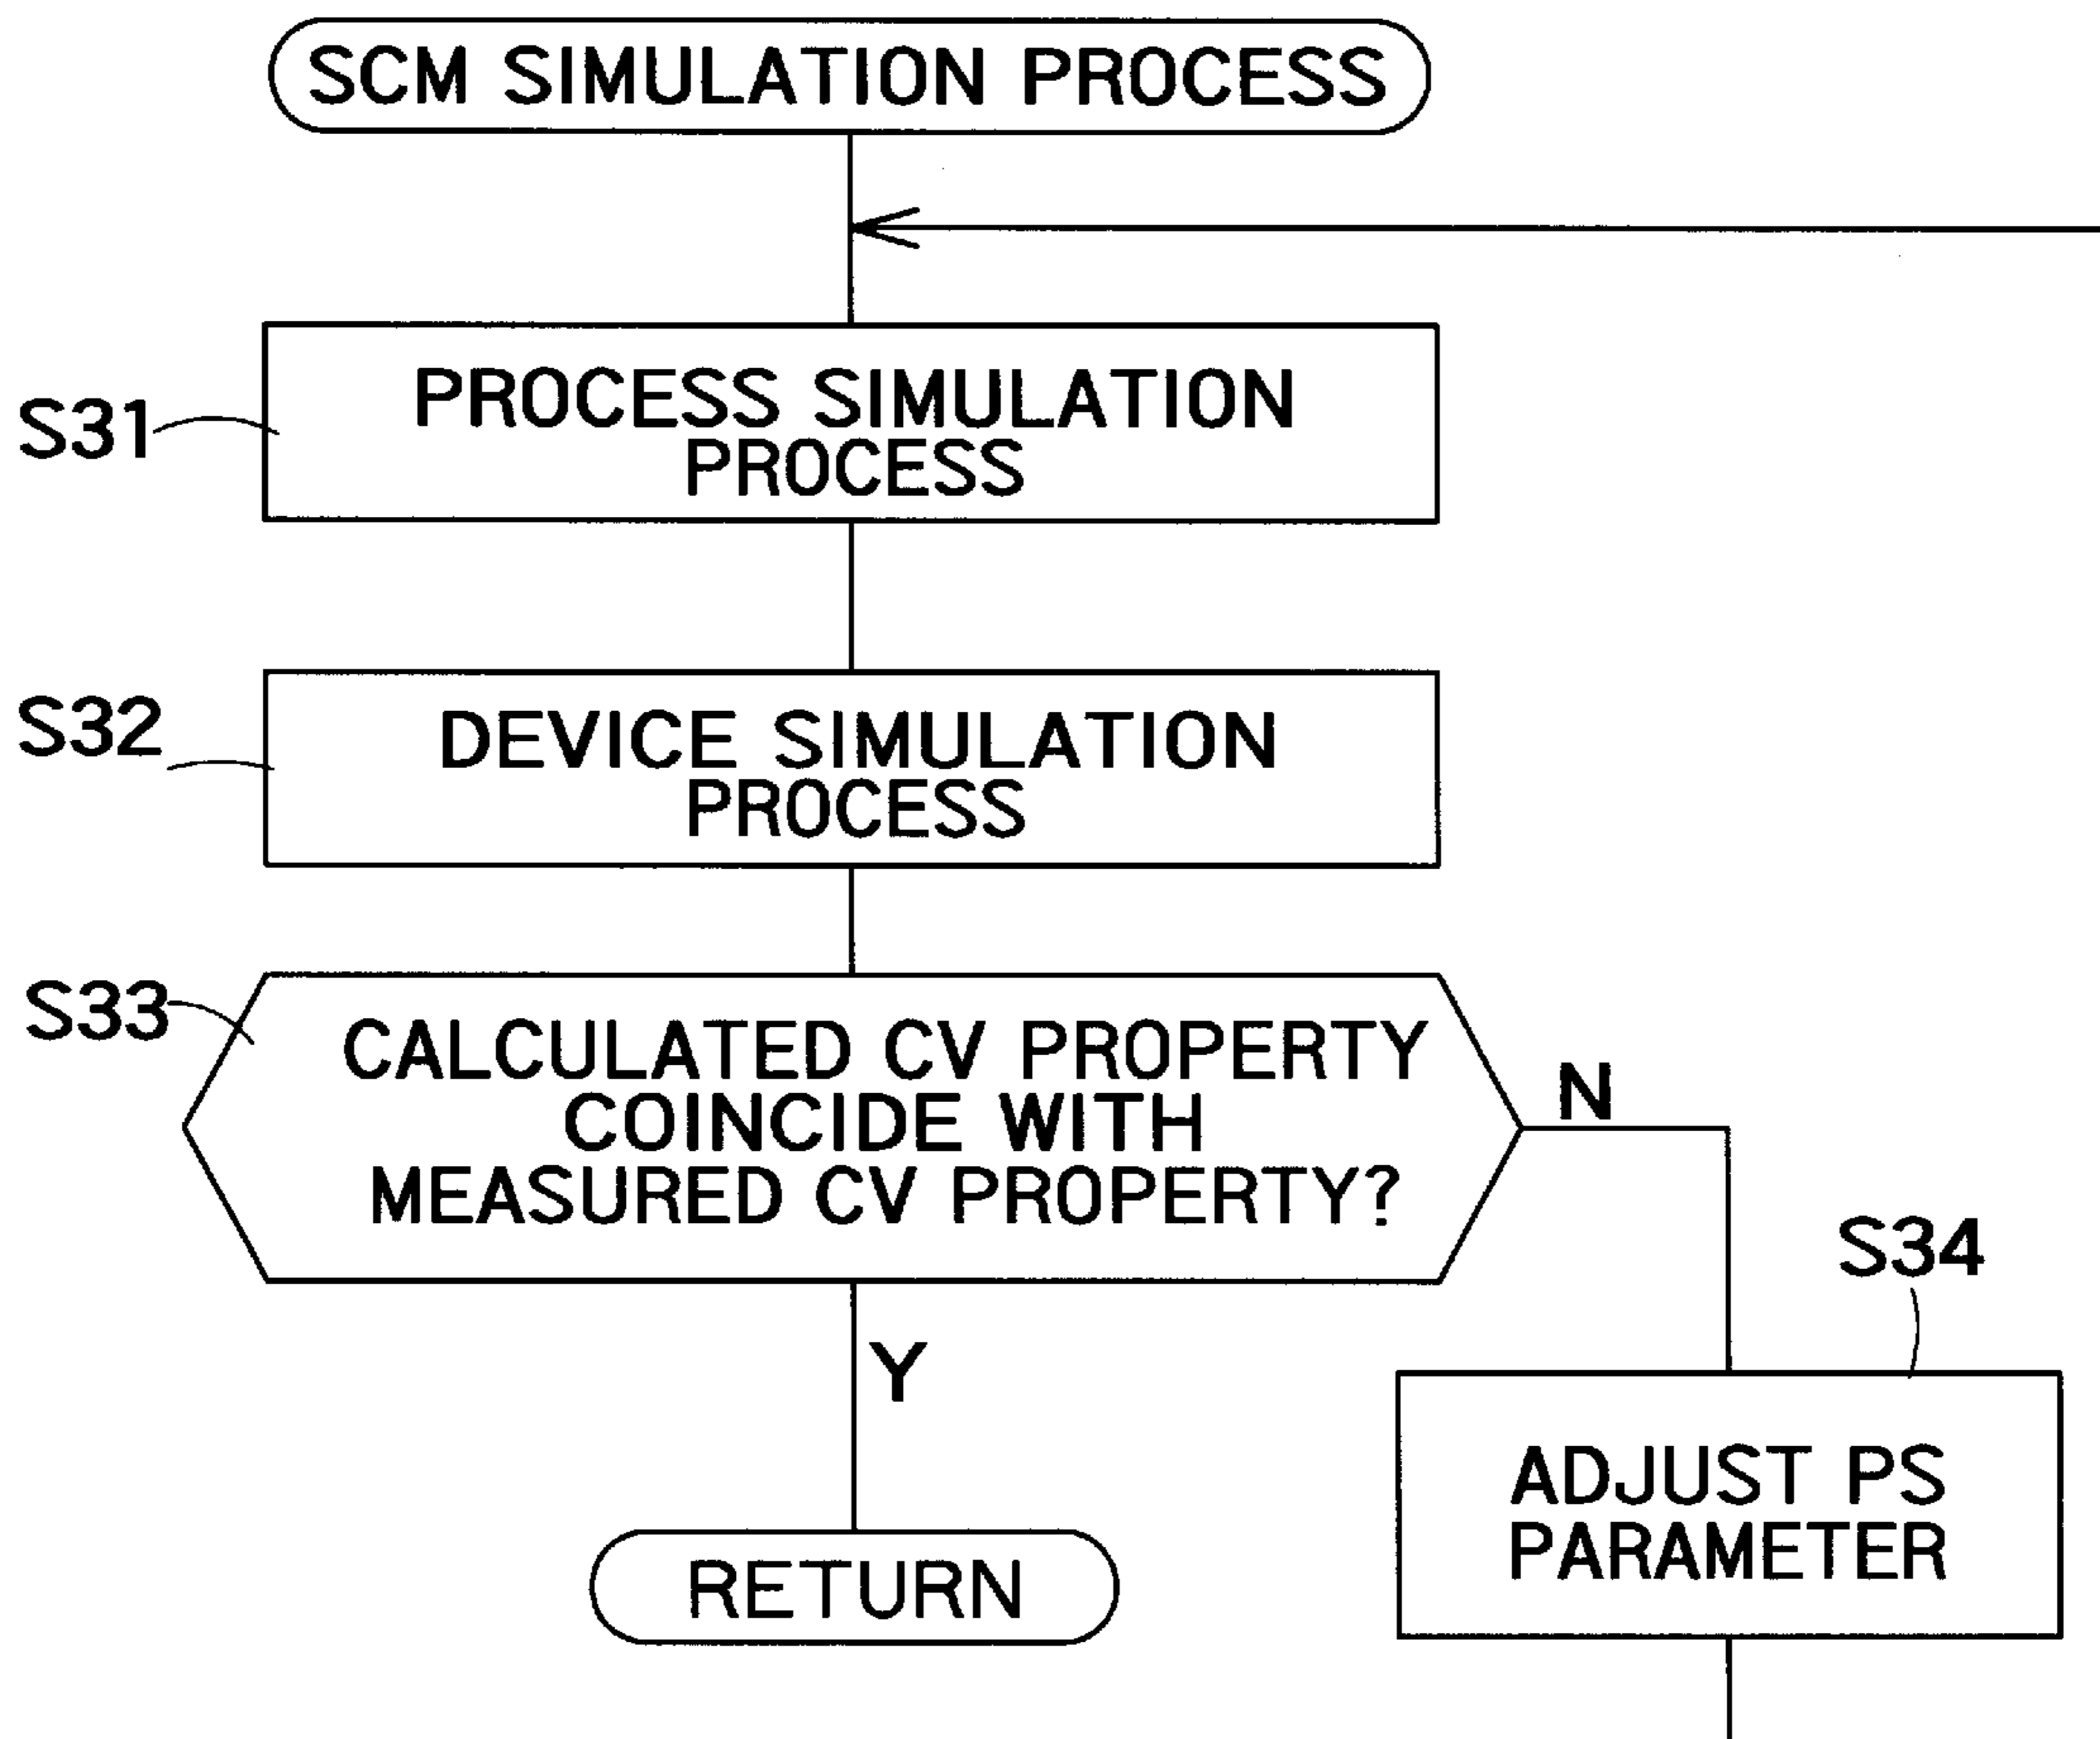 SCM SIMULATION PROCESS
S31
PROCESS SIMULATION
PROCESS
S32
DEVICE SIMULATION
PROCESS
S33
CALCULATED CV PROPERTY
COINCIDE WITH
MEASURED CV PROPERTY?
N
Y
S34
ADJUST PS
PARAMETER
RETURN